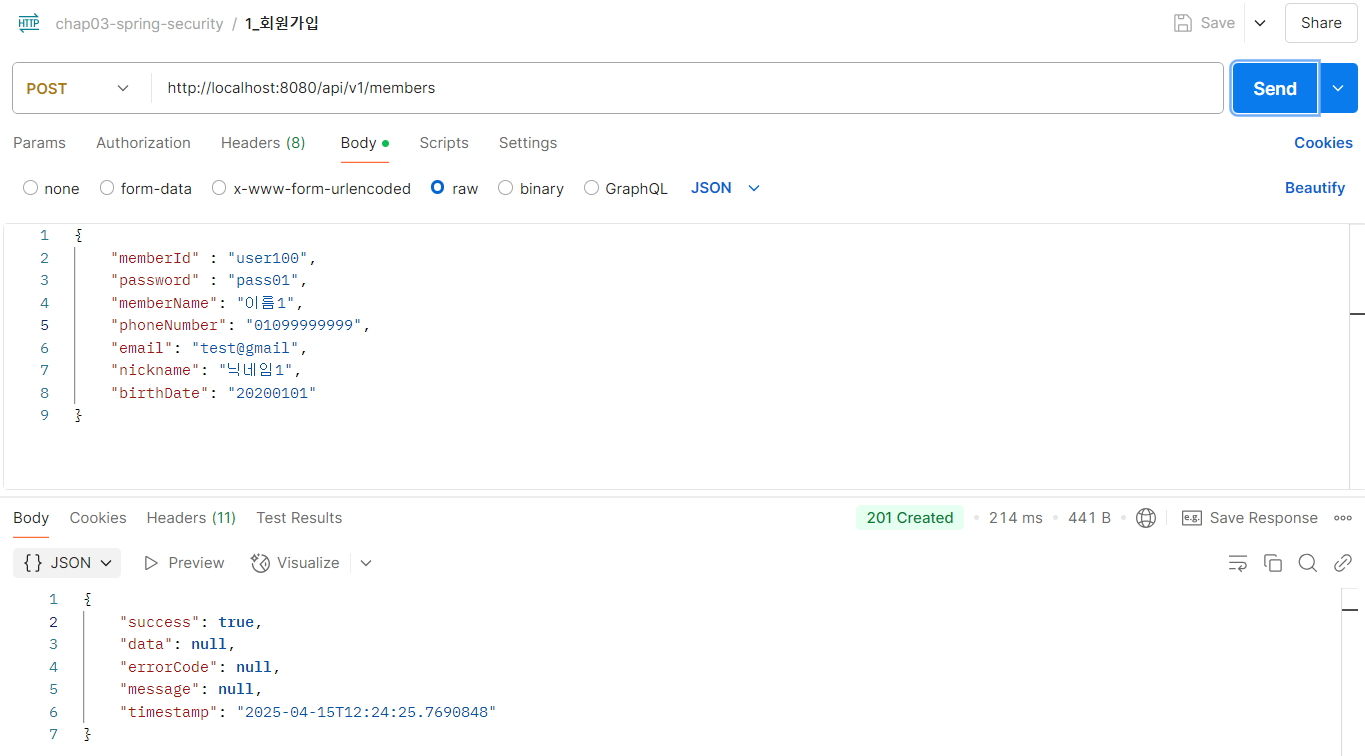 HTTP chap03-spring-security / 1_회원가입 Save Share
POST http://localhost:8080/api/v1/members Send
Params Authorization Headers (8) Body Scripts Settings Cookies
none form-data x-www-form-urlencoded raw binary GraphQL JSON Beautify
1 {
2 "memberId" : "user100",
3 "password" : "pass01",
4 "memberName": "이름1",
5 "phoneNumber": "01099999999",
6 "email": "test@gmail",
7 "nickname": "닉네임1",
8 "birthDate": "20200101"
9 }
Body Cookies Headers (11) Test Results 201 Created 214 ms 441 B e.g. Save Response
{} JSON Preview Visualize
1 {
2 "success": true,
3 "data": null,
4 "errorCode": null,
5 "message": null,
6 "timestamp": "2025-04-15T12:24:25.7690848"
7 }